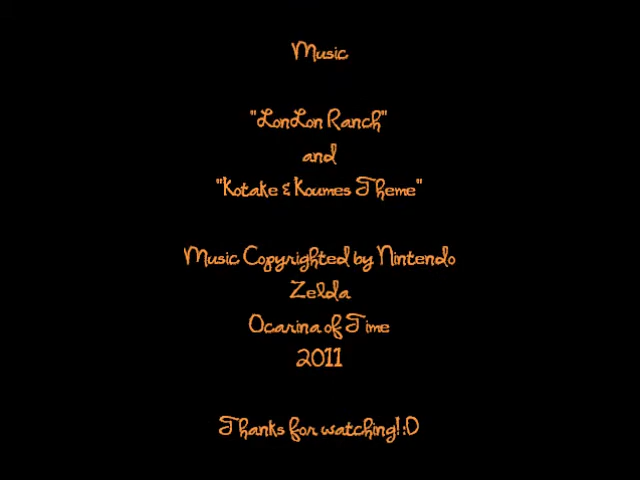 Music
"LonLon Ranch"
and
"Kotake & Koumes Theme"
Music Copyrighted by Nintendo
Zelda
Ocarina of Time
2011
Thanks for watching! :D